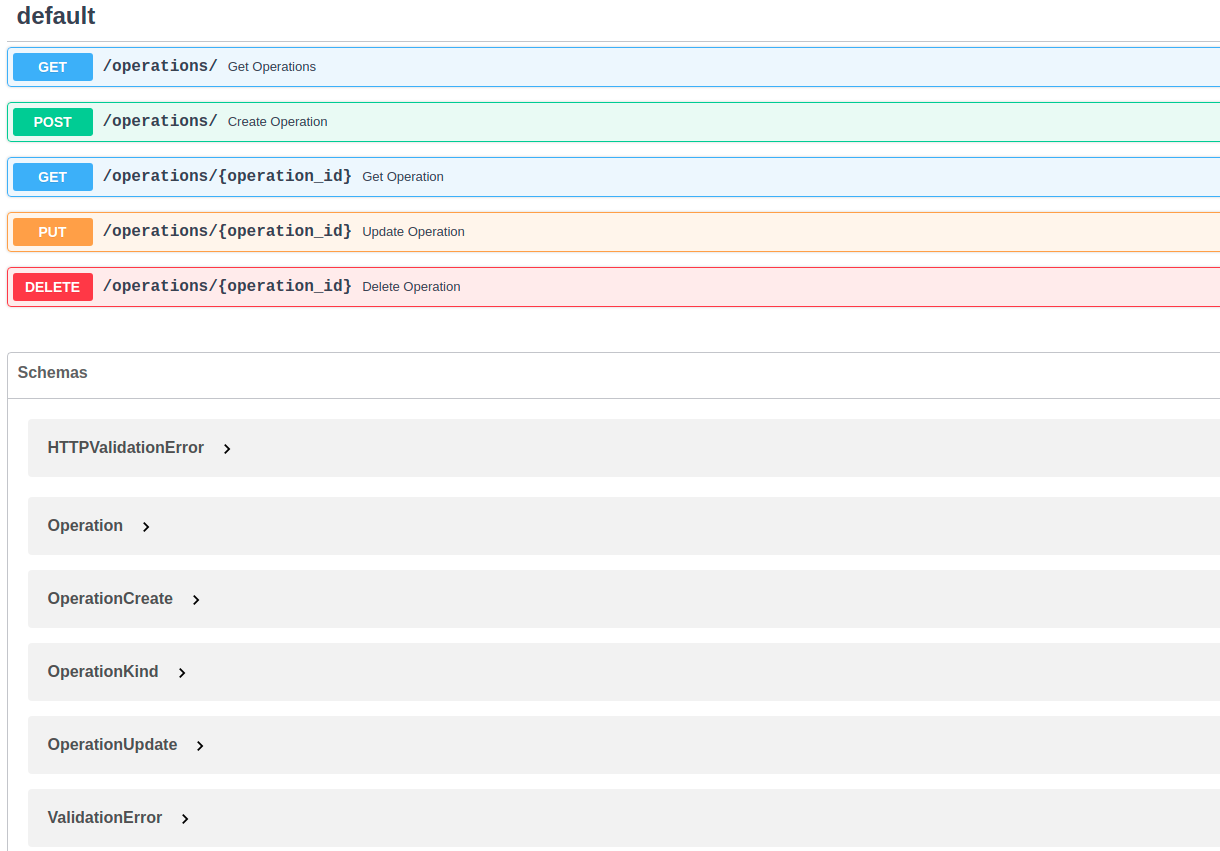 default
GET /operations/ Get Operations
POST /operations/ Create Operation
GET /operations/{operation_id} Get Operation
PUT /operations/{operation_id} Update Operation
DELETE /operations/{operation_id} Delete Operation
Schemas
HTTPValidationError
Operation
OperationCreate
OperationKind
OperationUpdate
ValidationError